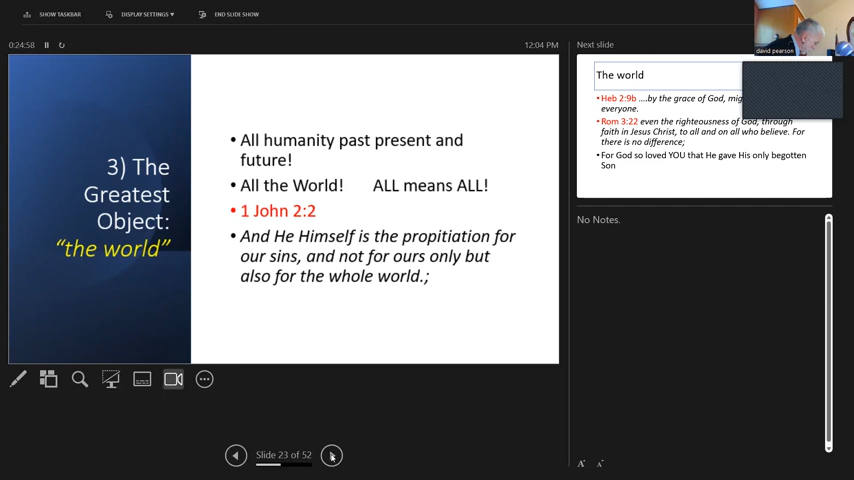 SHOW TASKBAR DISPLAY SETTINGS ▼ END SLIDE SHOW
0:24:58
12:04 PM
3) The
Greatest
Object:
“the world”
• All humanity past present and
future!
• All the World! ALL means ALL!
• 1 John 2:2
• And He Himself is the propitiation for
our sins, and not for ours only but
also for the whole world.;
Slide 23 of 52
Next slide
The world
• Heb 2:9b ….by the grace of God, mig
everyone.
• Rom 3:22 even the righteousness of God, through
faith in Jesus Christ, to all and on all who believe. For
there is no difference;
• For God so loved YOU that He gave His only begotten
Son
No Notes.
A A
david pearson